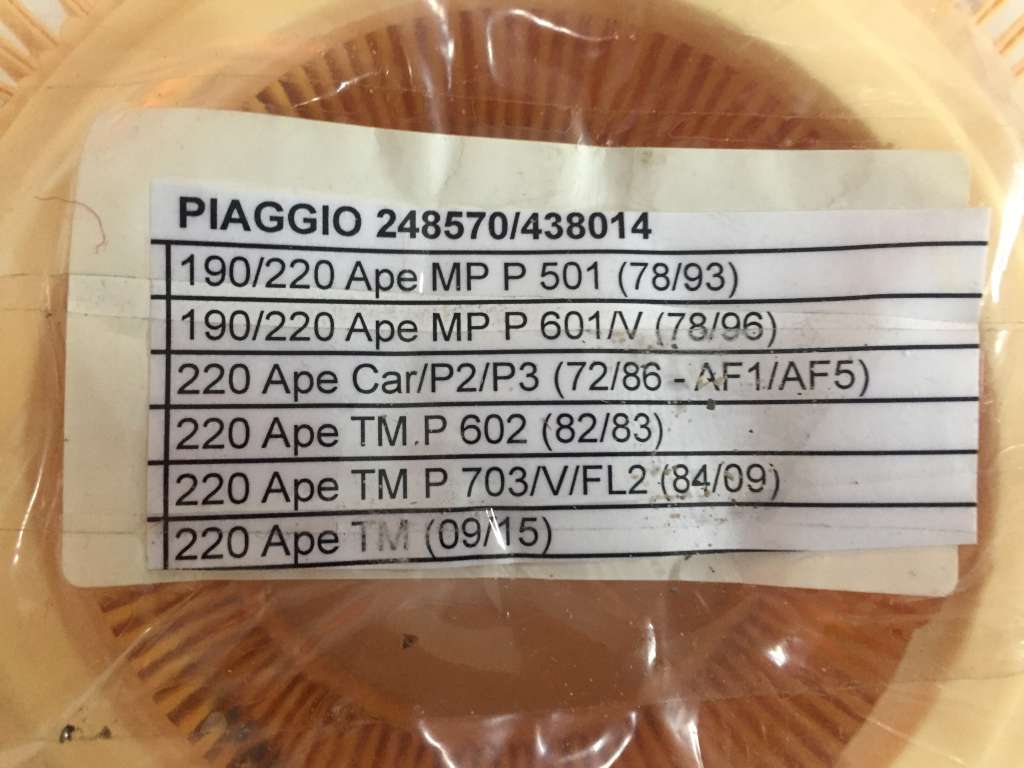 PIAGGIO 248570/438014
190/220 Ape MP P 501 (78/93)
190/220 Ape MP P 601/V (78/96)
220 Ape Car/P2/P3 (72/86 - AF1/AF5)
220 Ape TM P 602 (82/83)
220 Ape TM P 703/V/FL2 (84/09)
220 Ape TM (09/15)